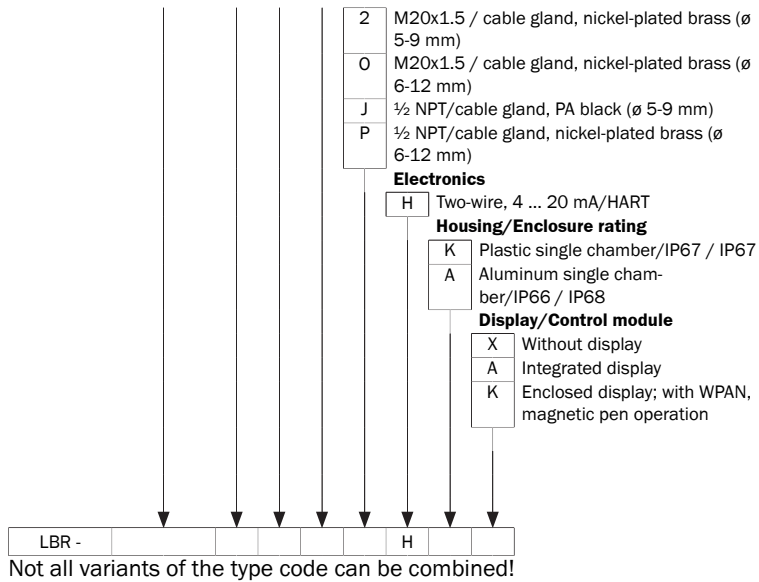 2 M20x1.5 / cable gland, nickel-plated brass (ø
5-9 mm)
O M20x1.5 / cable gland, nickel-plated brass (ø
6-12 mm)
J ½ NPT/cable gland, PA black (ø 5-9 mm)
P ½ NPT/cable gland, nickel-plated brass (ø
6-12 mm)
Electronics
H Two-wire, 4 ... 20 mA/HART
Housing/Enclosure rating
K Plastic single chamber/IP67 / IP67
A Aluminum single cham-
ber/IP66 / IP68
Display/Control module
X Without display
A Integrated display
K Enclosed display; with WPAN,
magnetic pen operation
LBR - H
Not all variants of the type code can be combined!